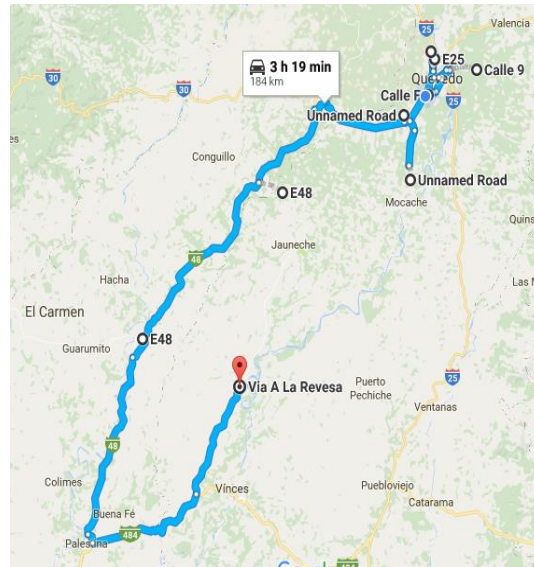 25
Valencia
E25
Calle 9
3 h 19 min
184 km
30
30
Quevedo
Calle F
25
Unnamed Road
Conguillo
Unnamed Road
E48
Mocache
Quins
Jauneche
48
Hacha
Las N
El Carmen
E48
Guarumito
25
Via A La Revesa
Puerto
Pechiche
Ventanas
48
Colimes
Vinces
Puebloviejo
Buena Fé
Catarama
484
Palestina
484